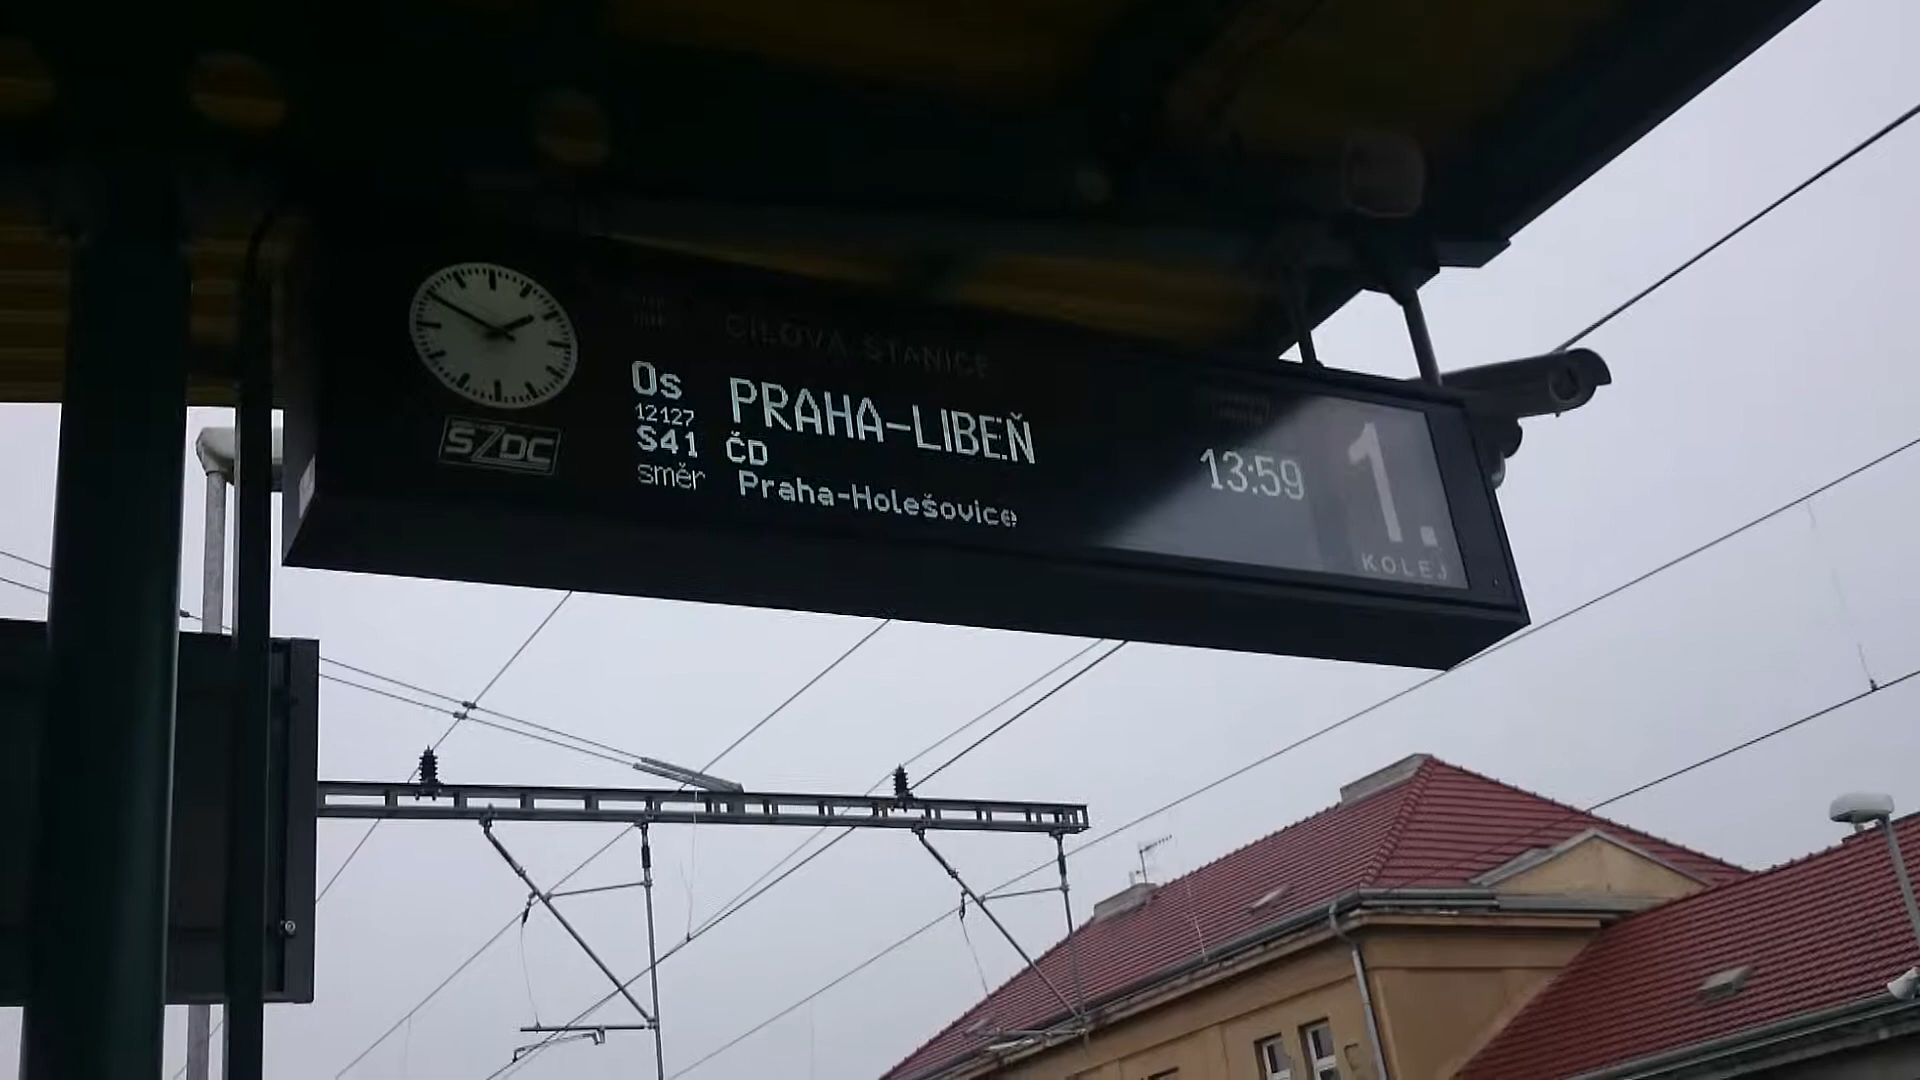 CÍLOVÁ STANICE
Os PRAHA-LIBEŇ 13:59 1.
12127
S41 ČD
směr Praha-Holešovice
KOLEJ
SŽDC